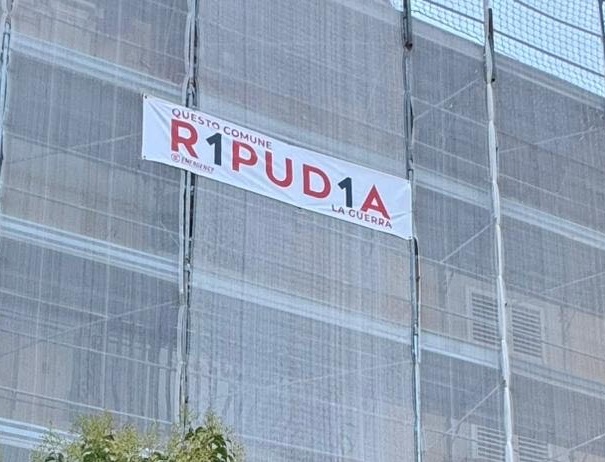 QUESTO COMUNE
R1PUD1A
EMERGENCY
LA GUERRA